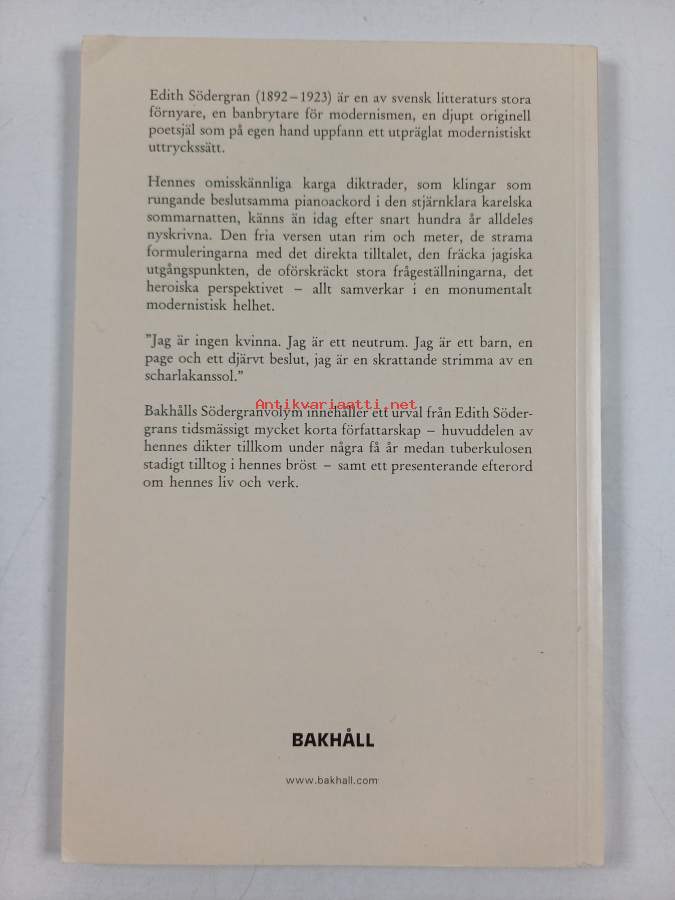 Edith Södergran (1892–1923) är en av svensk litteraturs stora
förnyare, en banbrytare för modernismen, en djupt originell
poetsjäl som på egen hand uppfann ett utpräglat modernistiskt
uttryckssätt.
Hennes omisskännliga karga diktrader, som klingar som
rungande beslutsamma pianoackord i den stjärnklara karelska
sommarnatten, känns än idag efter snart hundra år alldeles
nyskrivna. Den fria versen utan rim och meter, de strama
formuleringarna med det direkta tilltalet, den fräcka jagiska
utgångspunkten, de oförskräckt stora frågeställningarna, det
heroiska perspektivet – allt samverkar i en monumentalt
modernistisk helhet.
”Jag är ingen kvinna. Jag är ett neutrum. Jag är ett barn, en
page och ett djärvt beslut, jag är en skrattande strimma av en
scharlakanssol.”
Antikvariaatti.net
Bakhålls Södergranvolym innehåller ett urval från Edith Söder-
grans tidsmässigt mycket korta författarskap – huvuddelen av
hennes dikter tillkom under några få år medan tuberkulosen
stadigt tilltog i hennes bröst – samt ett presenterande efterord
om hennes liv och verk.
BAKHÅLL
www.bakhall.com